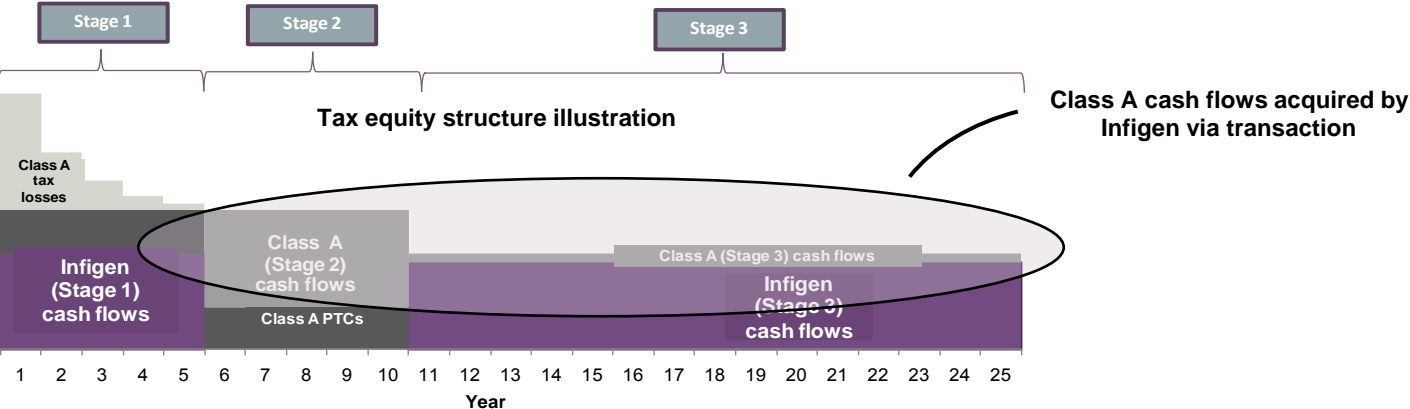 Stage 1
Stage 2
Stage 3
Tax equity structure illustration
Class A cash flows acquired by
Infigen via transaction
Class A
tax
losses
Infigen
(Stage 1)
cash flows
Class A
(Stage 2)
cash flows
Class A PTCs
Class A (Stage 3) cash flows
Infigen
(Stage 3)
cash flows
1 2 3 4 5 6 7 8 9 10 11 12 13 14 15 16 17 18 19 20 21 22 23 24 25
Year